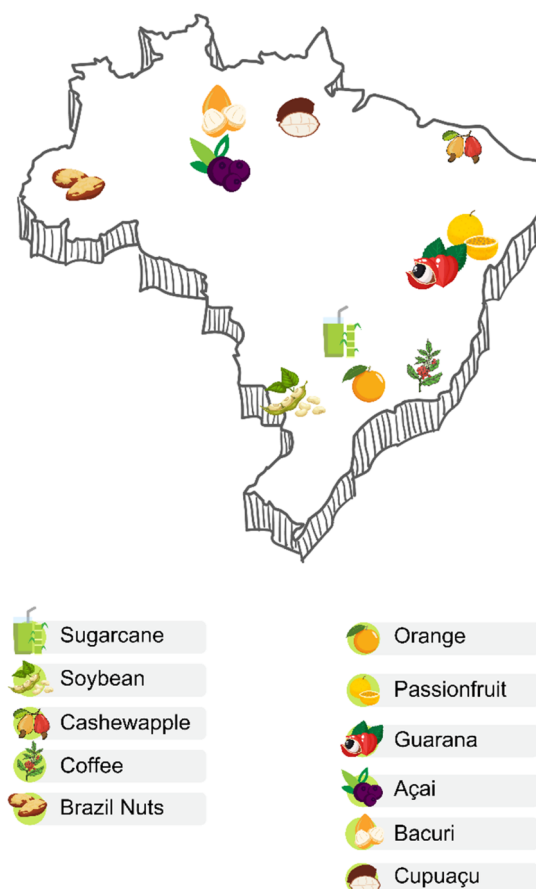 Sugarcane
Soybean
Cashewapple
Coffee
Brazil Nuts
Orange
Passionfruit
Guarana
Açai
Bacuri
Cupuaçu